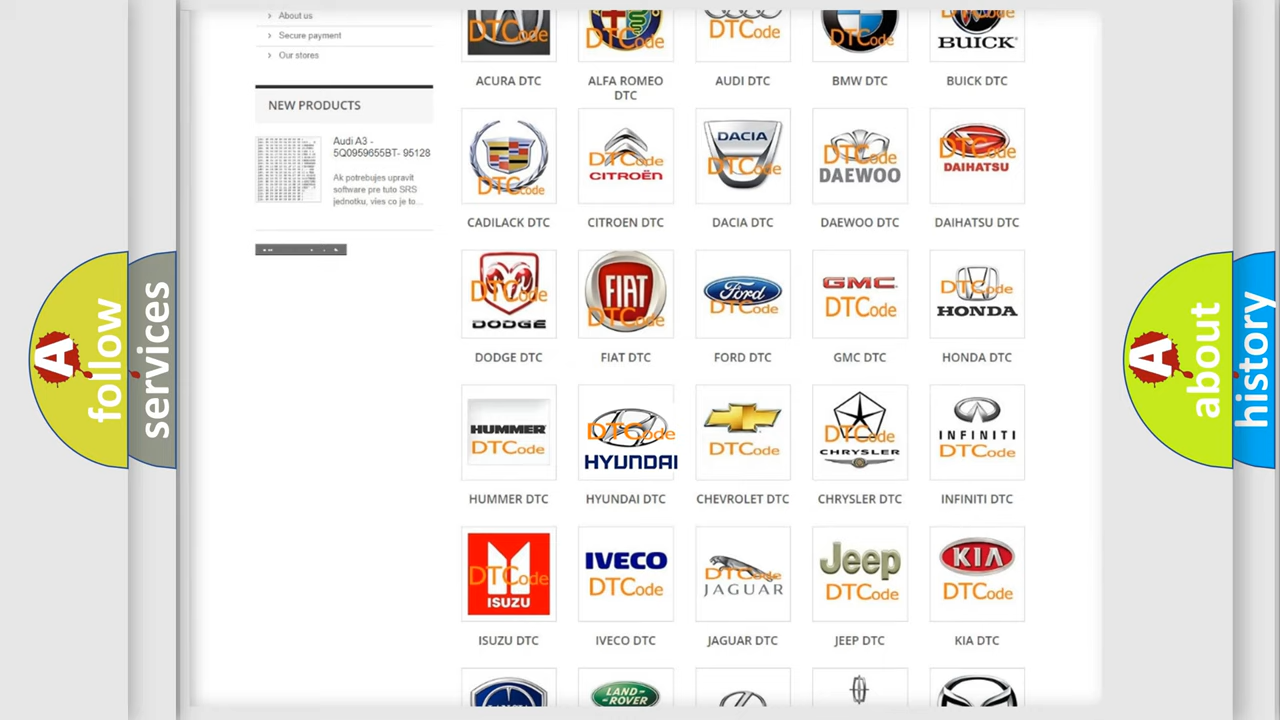 About us
Secure payment
Our stores
NEW PRODUCTS
Audi A3 -
5Q0959655BT- 95128
Ak potrebujes upravit
software pre tuto SRS
jednotku, vies co je to...
DTCode
DTCode
DTCode
DTCode
BUICK
ACURA DTC
ALFA ROMEO
DTC
AUDI DTC
BMW DTC
BUICK DTC
DTCode
DTCode
CITROËN
DACIA
DTCode
DTCode
DAEWOO
DTCode
DAIHATSU
CADILACK DTC
CITROEN DTC
DACIA DTC
DAEWOO DTC
DAIHATSU DTC
DTCode
DODGE
FIAT
DTCode
Ford
DTCode
GMC
DTCode
DTCode
HONDA
DODGE DTC
FIAT DTC
FORD DTC
GMC DTC
HONDA DTC
HUMMER
DTCode
DTCode
HYUNDAI
DTCode
DTCode
CHRYSLER
INFINITI
DTCode
HUMMER DTC
HYUNDAI DTC
CHEVROLET DTC
CHRYSLER DTC
INFINITI DTC
DTCode
ISUZU
IVECO
DTCode
DTCode
JAGUAR
Jeep
DTCode
KIA
DTCode
ISUZU DTC
IVECO DTC
JAGUAR DTC
JEEP DTC
KIA DTC
LAND-
ROVER
A
follow
services
A
about
history